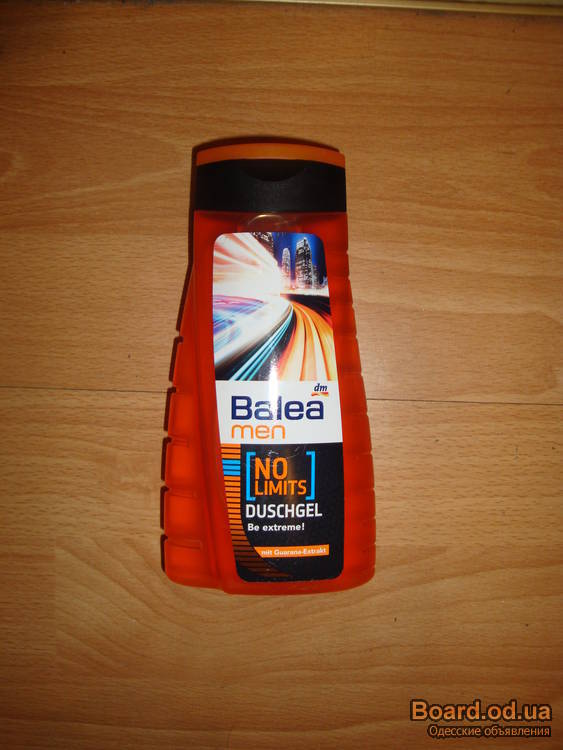 dm
Balea
men
[NO
LIMITS]
DUSCHGEL
Be extreme!
mit Guarana-Extrakt
Board.od.ua
Одесские объявления